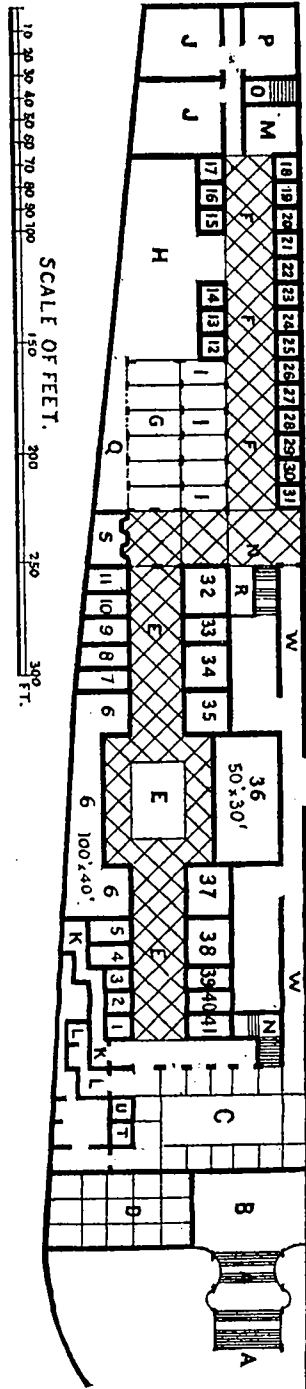 J
P
O
J
M
17
16
15
18
19
20
21
22
23
24
25
26
27
28
29
30
31
F
F
F
H
14
13
12
I
I
I
G
Q
S
N
11
10
9
8
7
32
R
33
34
35
W
E
6
E
36
50'x30'
6
100'x40'
6
37
38
39
40
41
W
E
5
4
3
2
1
K
K
L
L
N
U
T
C
D
B
A
A
10 20 30 40 50 60 70 80 90 100 150 200 250 300 FT.
SCALE OF FEET.